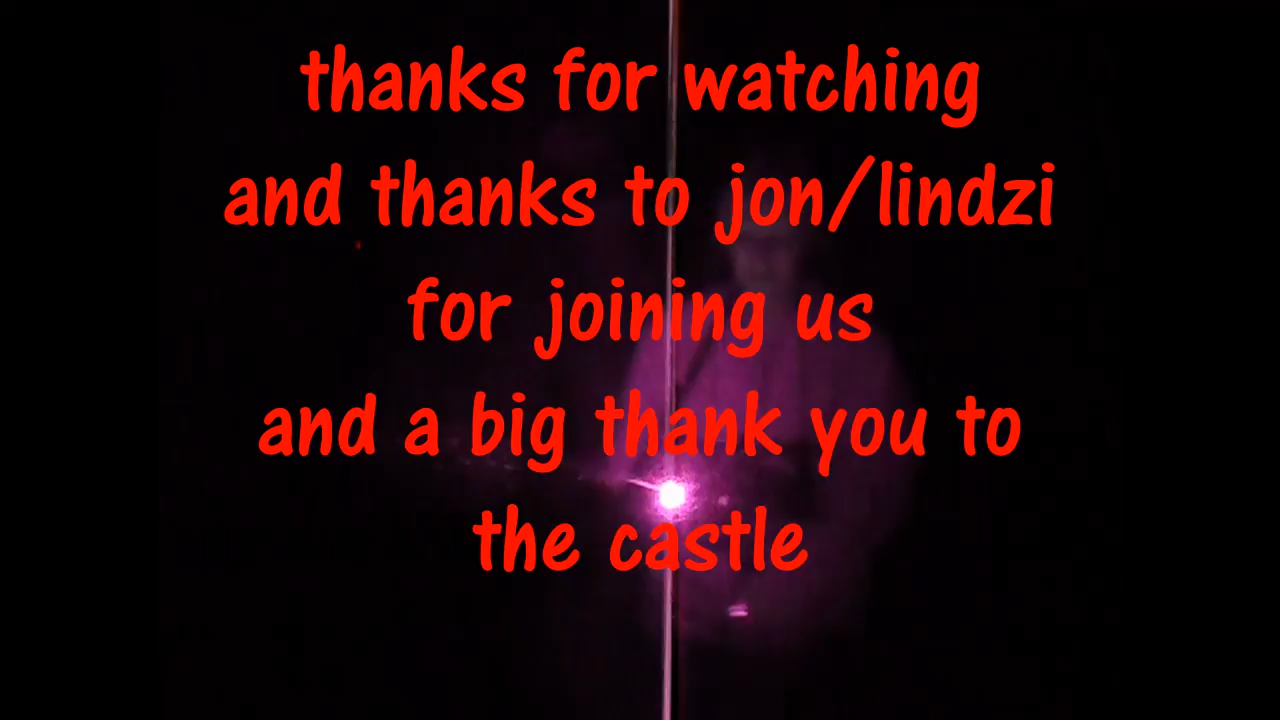 thanks for watching
and thanks to jon/lindzi
for joining us
and a big thank you to
the castle